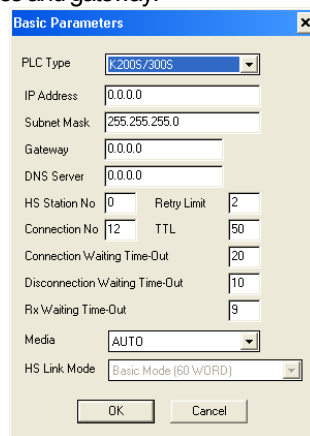 ss and gateway.
Basic Parameters
PLC Type K200S/300S
IP Address 0.0.0.0
Subnet Mask 255.255.255.0
Gateway 0.0.0.0
DNS Server 0.0.0.0
HS Station No 0 Retry Limit 2
Connection No 12 TTL 50
Connection Waiting Time-Out 20
Disconnection Waiting Time-Out 10
Rx Waiting Time-Out 9
Media AUTO
HS Link Mode Basic Mode (60 WORD)
OK Cancel